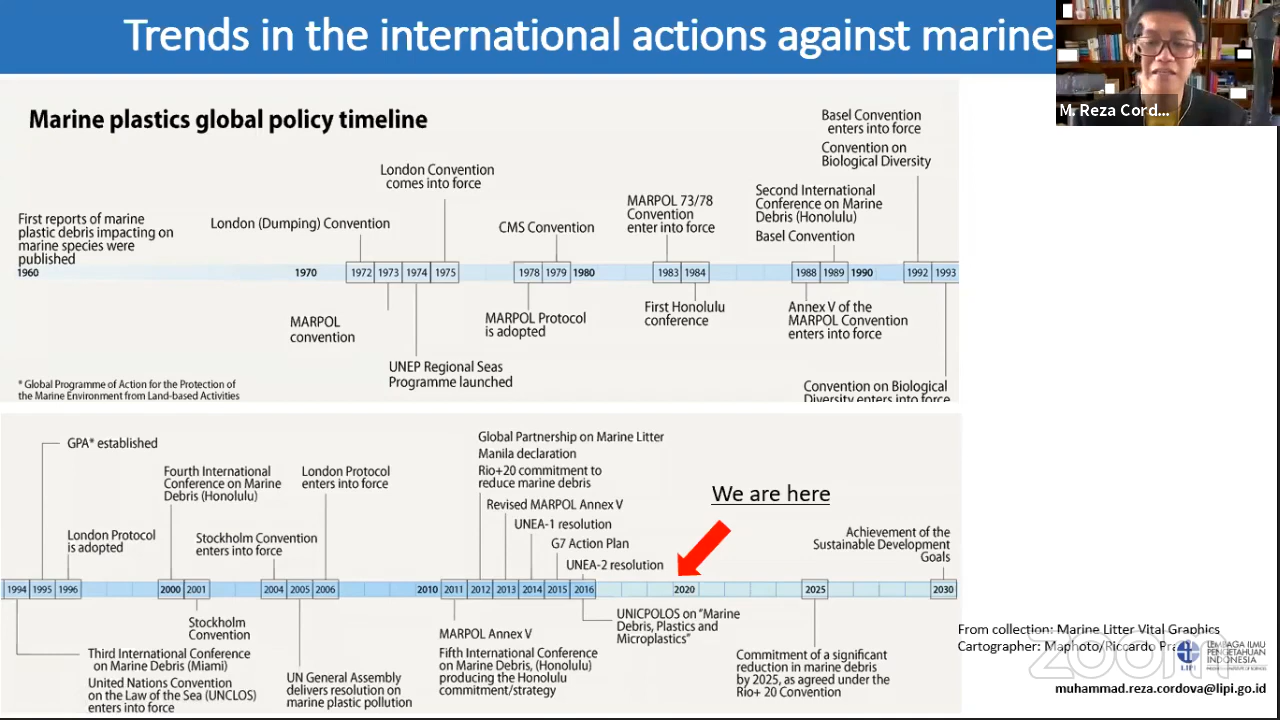 Trends in the international actions against marine
M. Reza Cord...
Marine plastics global policy timeline
Basel Convention
enters into force
Convention on
Biological Diversity
London Convention
comes into force
Second International
Conference on Marine
Debris (Honolulu)
Basel Convention
MARPOL 73/78
Convention
enter into force
First reports of marine
plastic debris impacting on
marine species were
published
London (Dumping) Convention
CMS Convention
1960 1970 1972 1973 1974 1975 1978 1979 1980 1983 1984 1988 1989 1990 1992 1993
MARPOL
convention
MARPOL Protocol
is adopted
First Honolulu
conference
Annex V of the
MARPOL Convention
enters into force
UNEP Regional Seas
Programme launched
* Global Programme of Action for the Protection of
the Marine Environment from Land-based Activities
Convention on Biological
Diversity enters into force
GPA* established
Fourth International
Conference on Marine
Debris (Honolulu)
London Protocol
enters into force
Global Partnership on Marine Litter
Manila declaration
Rio+20 commitment to
reduce marine debris
Revised MARPOL Annex V
UNEA-1 resolution
G7 Action Plan
UNEA-2 resolution
We are here
London Protocol
is adopted
Stockholm Convention
enters into force
Achievement of the
Sustainable Development
Goals
1994 1995 1996 2000 2001 2004 2005 2006 2010 2011 2012 2013 2014 2015 2016 2020 2025 2030
Stockholm
Convention
Third International Conference
on Marine Debris (Miami)
United Nations Convention
on the Law of the Sea (UNCLOS)
enters into force
UN General Assembly
delivers resolution on
marine plastic pollution
MARPOL Annex V
Fifth International Conference
on Marine Debris, (Honolulu)
producing the Honolulu
commitment/strategy
UNICPOLOS on "Marine
Debris, Plastics and
Microplastics"
Commitment of a significant
reduction in marine debris
by 2025, as agreed under the
Rio+ 20 Convention
From collection: Marine Litter Vital Graphics
Cartographer: Maphoto/Riccardo
zoom
LIPI
LEMBAGA ILMU
PENGETAHUAN
INDONESIA
muhammad.reza.cordova@lipi.go.id